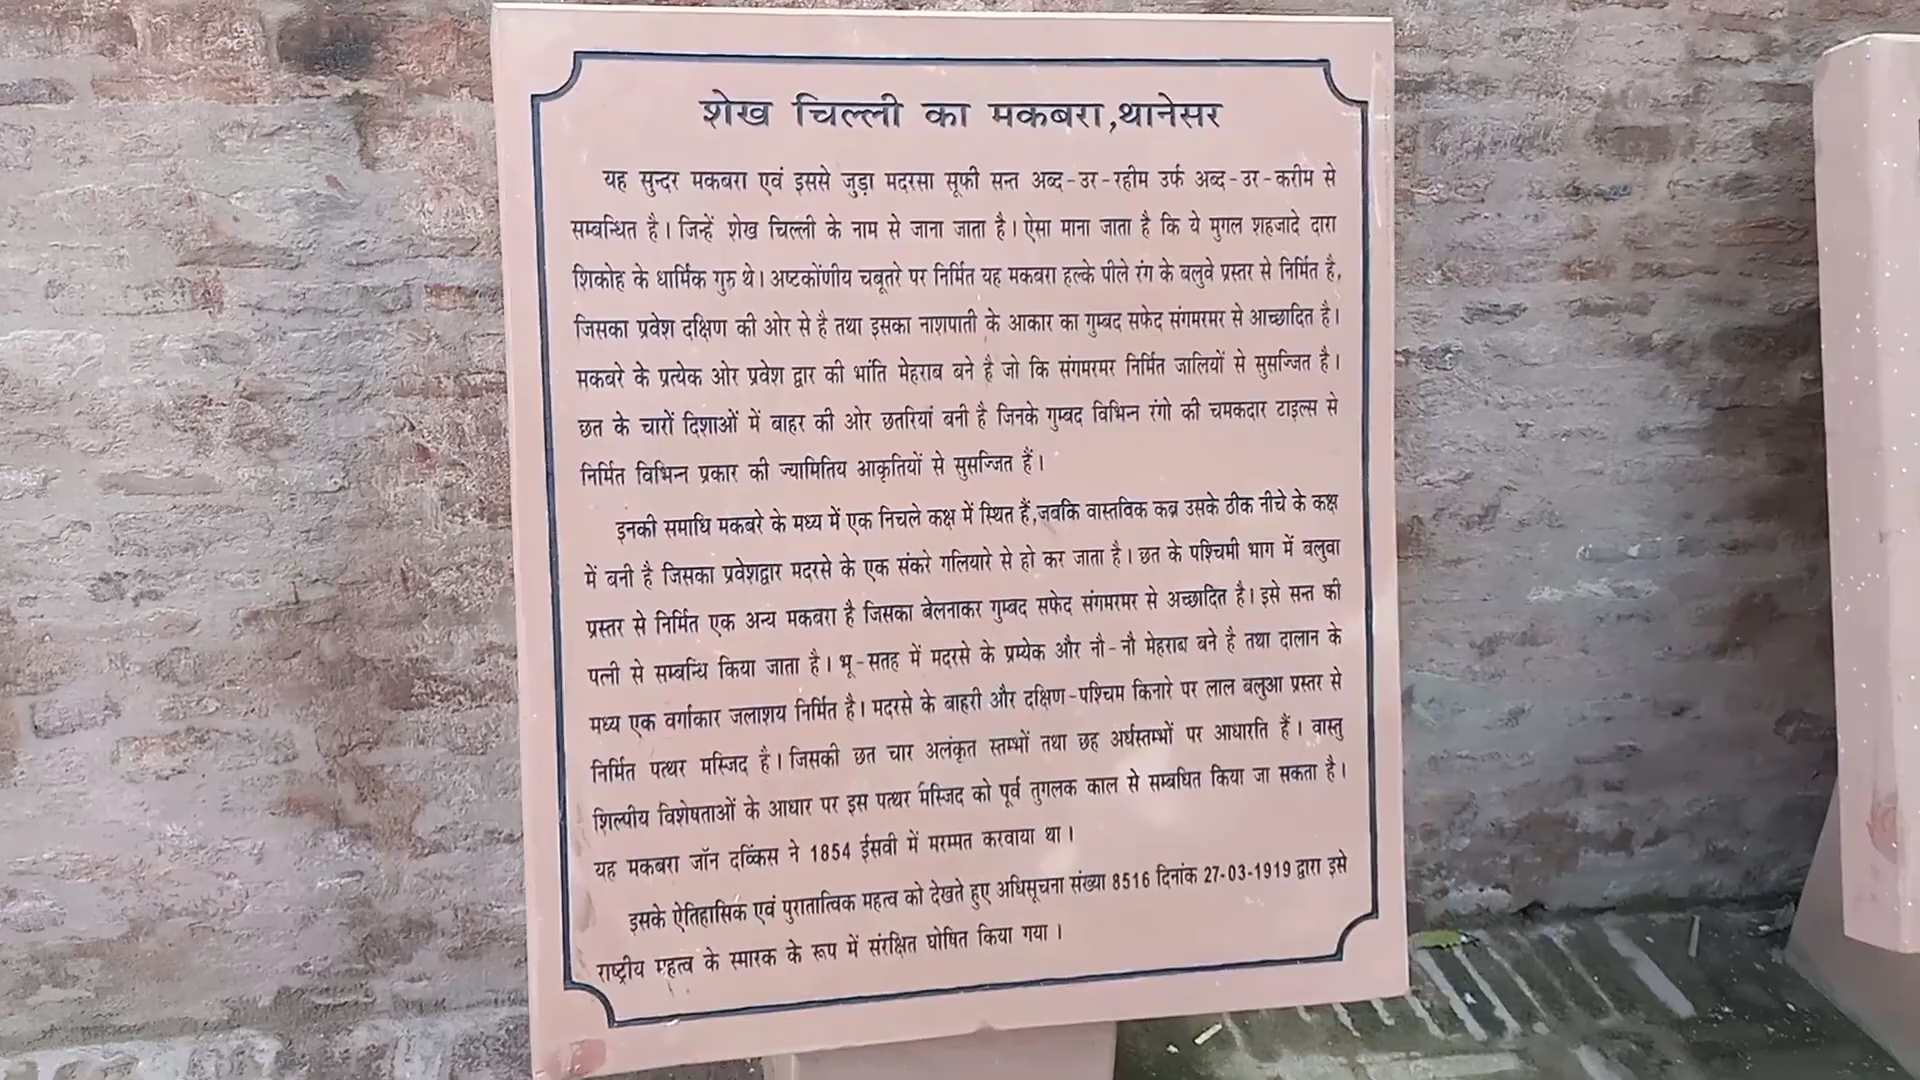 शेख चिल्ली का मकबरा,थानेसर
यह सुन्दर मकबरा एवं इससे जुड़ा मदरसा सूफी सन्त अब्द-उर-रहीम उर्फ अब्द-उर-करीम से
सम्बन्धित है। जिन्हें शेख चिल्ली के नाम से जाना जाता है। ऐसा माना जाता है कि ये मुगल शहजादे दारा
शिकोह के धार्मिक गुरु थे। अष्टकोंणीय चबूतरे पर निर्मित यह मकबरा हल्के पीले रंग के बलुवे प्रस्तर से निर्मित है,
जिसका प्रवेश दक्षिण की ओर से है तथा इसका नाशपाती के आकार का गुम्बद सफेद संगमरमर से आच्छादित है।
मकबरे के प्रत्येक ओर प्रवेश द्वार की भांति मेहराब बने है जो कि संगमरमर निर्मित जालियों से सुसज्जित है।
छत के चारों दिशाओं में बाहर की ओर छतरियां बनी है जिनके गुम्बद विभिन्न रंगो की चमकदार टाइल्स से
निर्मित विभिन्न प्रकार की ज्यामितिय आकृतियों से सुसज्जित हैं।
इनकी समाधि मकबरे के मध्य में एक निचले कक्ष में स्थित हैं,जबकि वास्तविक कब्र उसके ठीक नीचे के कक्ष
में बनी है जिसका प्रवेशद्वार मदरसे के एक संकरे गलियारे से हो कर जाता है। छत के पश्चिमी भाग में बलुवा
प्रस्तर से निर्मित एक अन्य मकबरा है जिसका बेलनाकर गुम्बद सफेद संगमरमर से अच्छादित है। इसे सन्त की
पत्नी से सम्बन्धि किया जाता है। भू-सतह में मदरसे के प्रम्येक और नौ-नौ मेहराब बने है तथा दालान के
मध्य एक वर्गाकार जलाशय निर्मित है। मदरसे के बाहरी और दक्षिण-पश्चिम किनारे पर लाल बलुआ प्रस्तर से
निर्मित पत्थर मस्जिद है। जिसकी छत चार अलंकृत स्तम्भों तथा छह अर्धस्तम्भों पर आधारति हैं। वास्तु
शिल्पीय विशेषताओं के आधार पर इस पत्थर मस्जिद को पूर्व तुगलक काल से सम्बधित किया जा सकता है।
यह मकबरा जॉन दव्किंस ने 1854 ईसवी में मरम्मत करवाया था।
इसके ऐतिहासिक एवं पुरातात्विक महत्व को देखते हुए अधिसूचना संख्या 8516 दिनांक 27-03-1919 द्वारा इसे
राष्ट्रीय महत्व के स्मारक के रूप में संरक्षित घोषित किया गया।